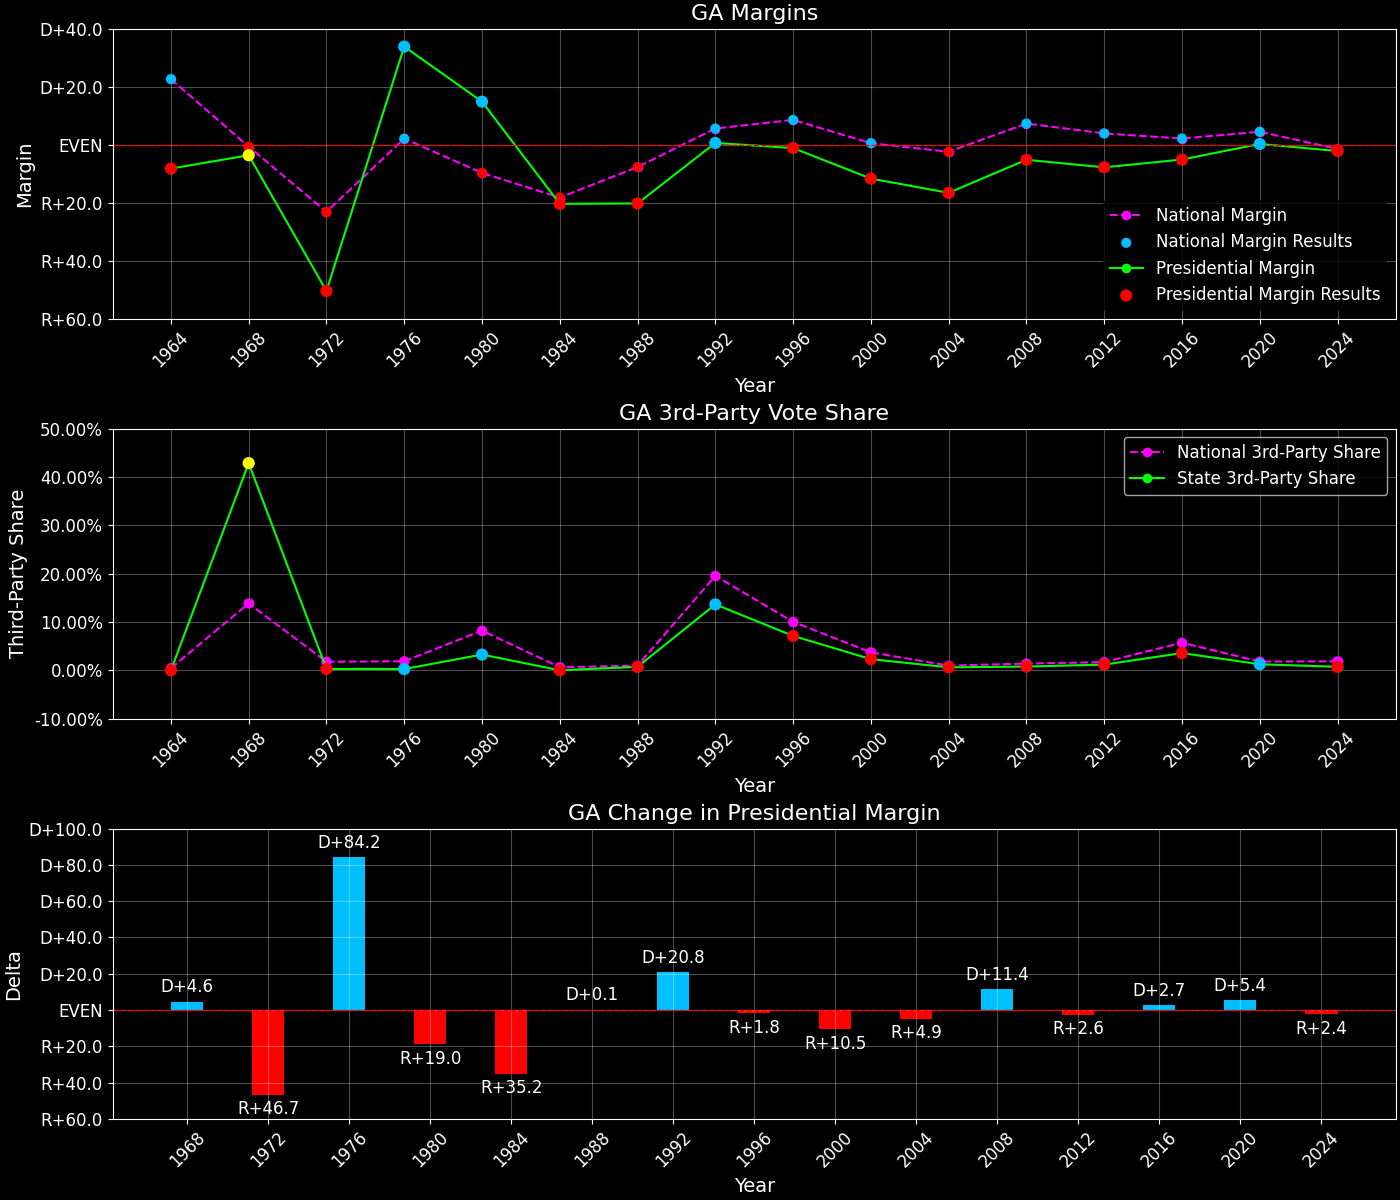 GA Margins
D+40.0
D+20.0
EVEN
R+20.0
R+40.0
R+60.0
Margin
National Margin
National Margin Results
Presidential Margin
Presidential Margin Results
1964 1968 1972 1976 1980 1984 1988 1992 1996 2000 2004 2008 2012 2016 2020 2024
Year
GA 3rd-Party Vote Share
50.00%
40.00%
30.00%
20.00%
10.00%
0.00%
-10.00%
Third-Party Share
National 3rd-Party Share
State 3rd-Party Share
1964 1968 1972 1976 1980 1984 1988 1992 1996 2000 2004 2008 2012 2016 2020 2024
Year
GA Change in Presidential Margin
D+100.0
D+80.0
D+60.0
D+40.0
D+20.0
EVEN
R+20.0
R+40.0
R+60.0
Delta
D+4.6
R+46.7
D+84.2
R+19.0
R+35.2
D+0.1
D+20.8
R+1.8
R+10.5
R+4.9
D+11.4
R+2.6
D+2.7
D+5.4
R+2.4
1968 1972 1976 1980 1984 1988 1992 1996 2000 2004 2008 2012 2016 2020 2024
Year